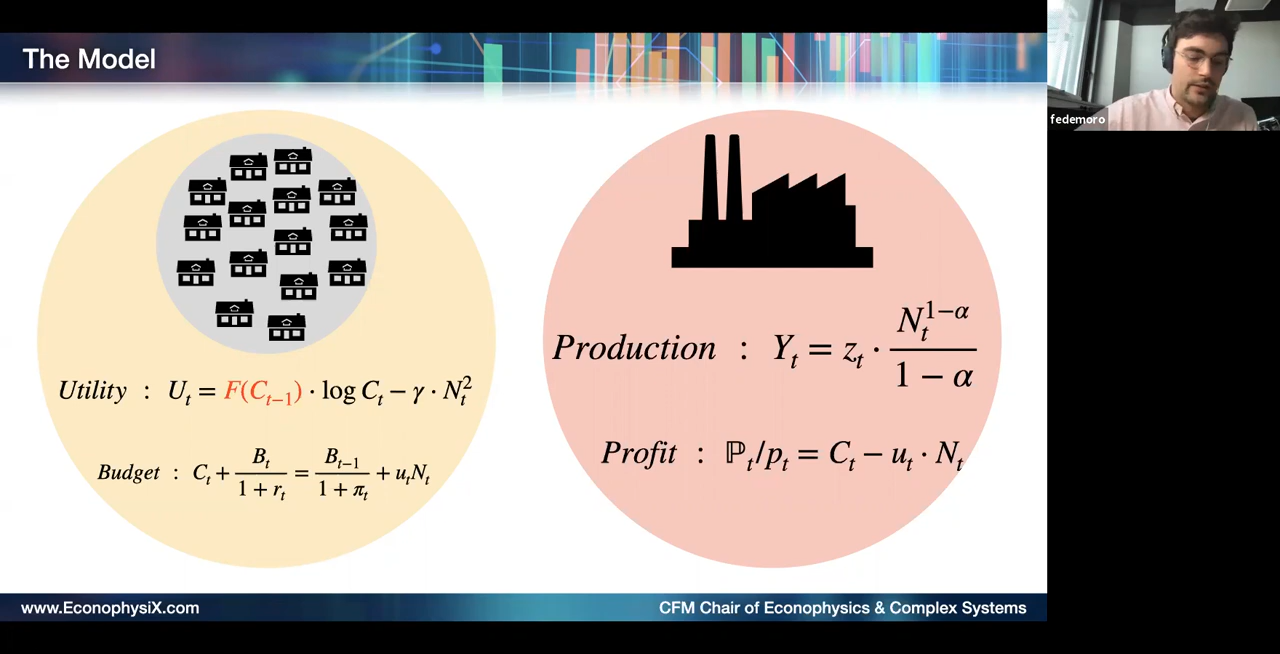 The Model
fedemoro
Utility : U_t = F(C_{t−1}) · log C_t − γ · N_t^2
Budget : C_t + B_t / (1 + r_t) = B_{t−1} / (1 + π_t) + u_t N_t
Production : Y_t = z_t · N_t^{1−α} / (1 − α)
Profit : ℙ_t/p_t = C_t − u_t · N_t
www.EconophysiX.com
CFM Chair of Econophysics & Complex Systems